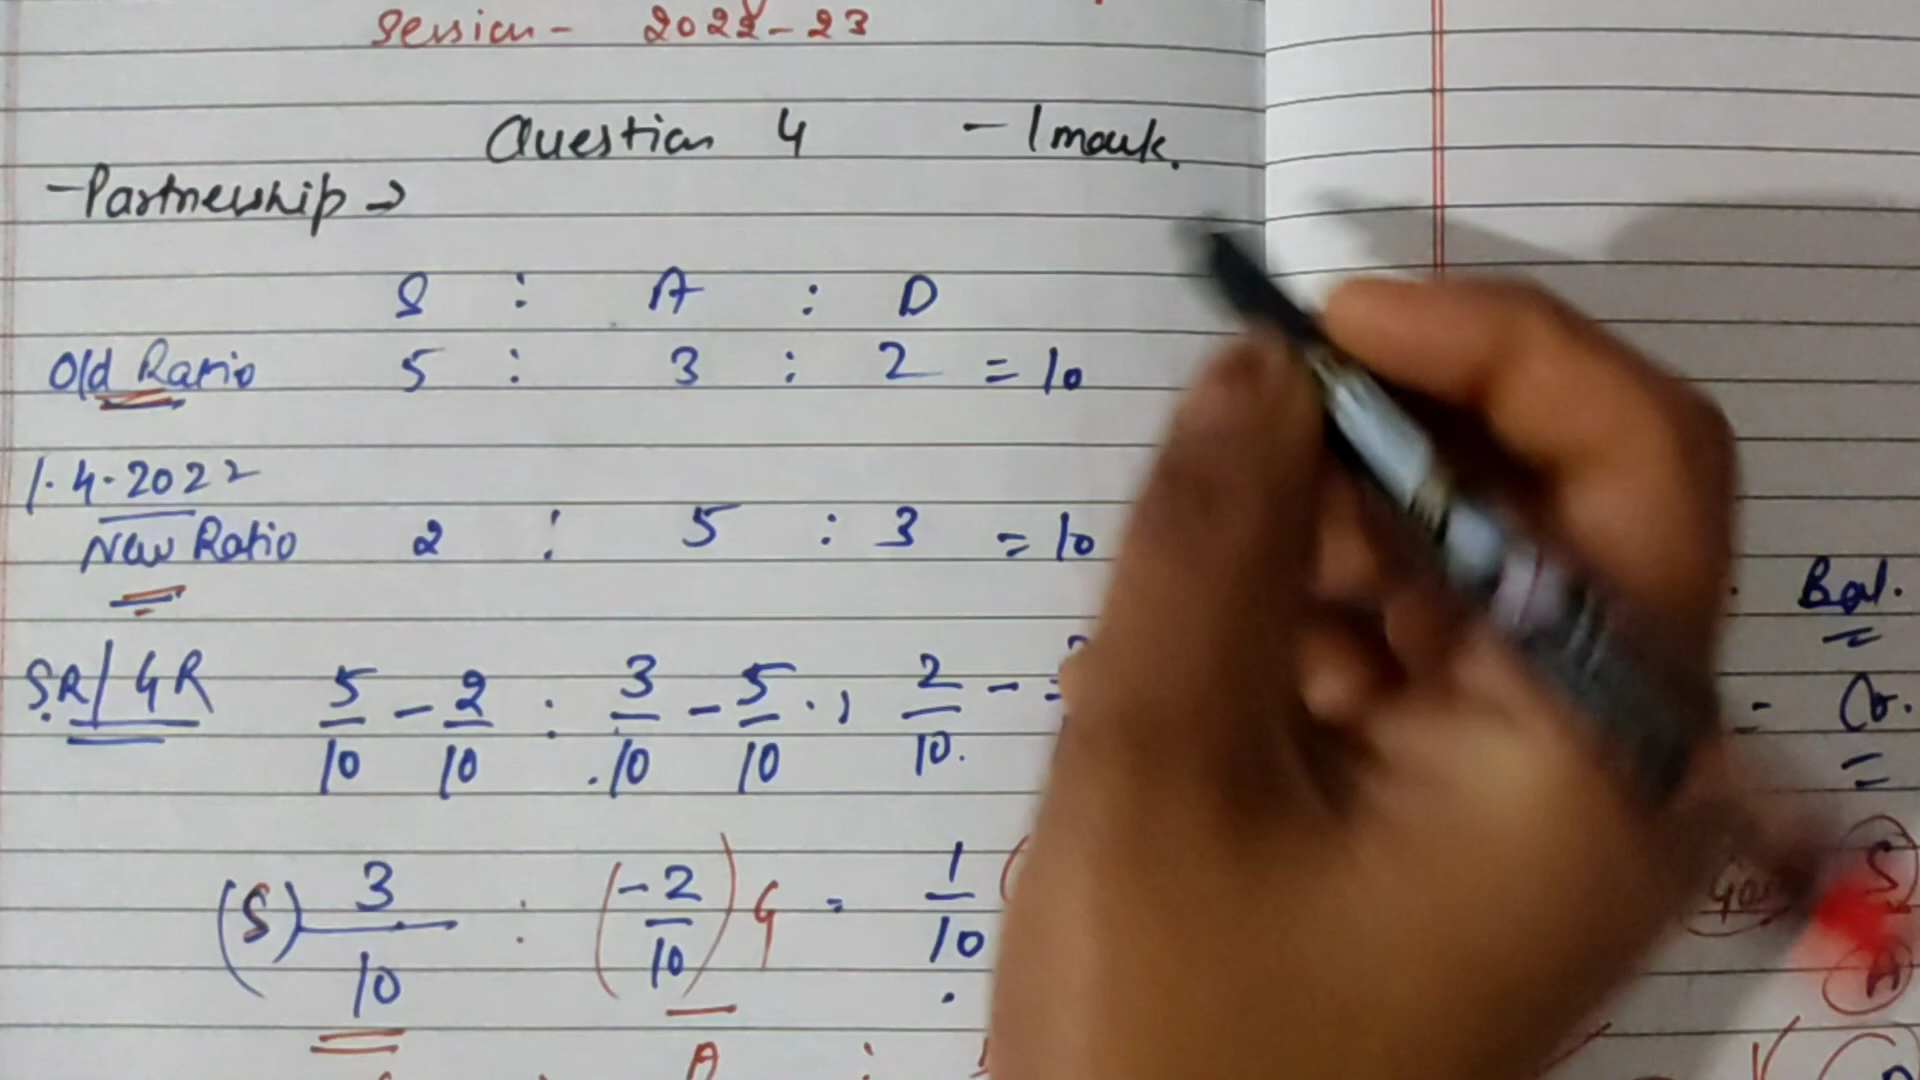 Session - 2022-23
Question 4 - 1 mark.
- Partnership →
S : A : D
Old Ratio 5 : 3 : 2 = 10
1.4.2022
New Ratio 2 : 5 : 3 = 10
SR/GR 5/10 - 2/10 : 3/10 - 5/10 , 2/10 -
(S) 3/10 : (-2/10) G = 1/10
A :
Bal.
- Cr.
=
S
A